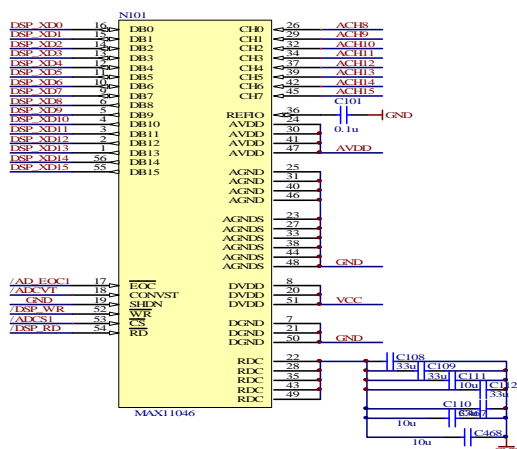 N101
DSP_XD0 16 DB0 CH0 26 ACH8
DSP_XD1 15 DB1 CH1 29 ACH9
DSP_XD2 14 DB2 CH2 32 ACH10
DSP_XD3 13 DB3 CH3 34 ACH11
DSP_XD4 12 DB4 CH4 37 ACH12
DSP_XD5 11 DB5 CH5 39 ACH13
DSP_XD6 10 DB6 CH6 42 ACH14
DSP_XD7 9 DB7 CH7 45 ACH15
DSP_XD8 6 DB8 C101
DSP_XD9 5 DB9 REFIO 36 GND
DSP_XD10 4 DB10 AVDD 24 0.1u
DSP_XD11 3 DB11 AVDD 30
DSP_XD12 2 DB12 AVDD 41
DSP_XD13 1 DB13 AVDD 47 AVDD
DSP_XD14 56 DB14
DSP_XD15 55 DB15 AGND 25
AGND 31
AGND 40
AGND 46
AGNDS 23
AGNDS 27
AGNDS 33
AGNDS 38
AGNDS 44
AGNDS 48 GND
/AD_EOC1 17 EOC DVDD 8
/ADCVT 18 CONVST DVDD 20
GND 19 SHDN DVDD 51 VCC
/DSP_WR 52 WR
/ADCS1 53 CS DGND 7
/DSP_RD 54 RD DGND 21
DGND 50 GND
RDC 22 C108
RDC 28 33u C109
RDC 35 33u C111
RDC 43 10u C112
RDC 49 33u
C110
C467
MAX11046 10u
C468
10u